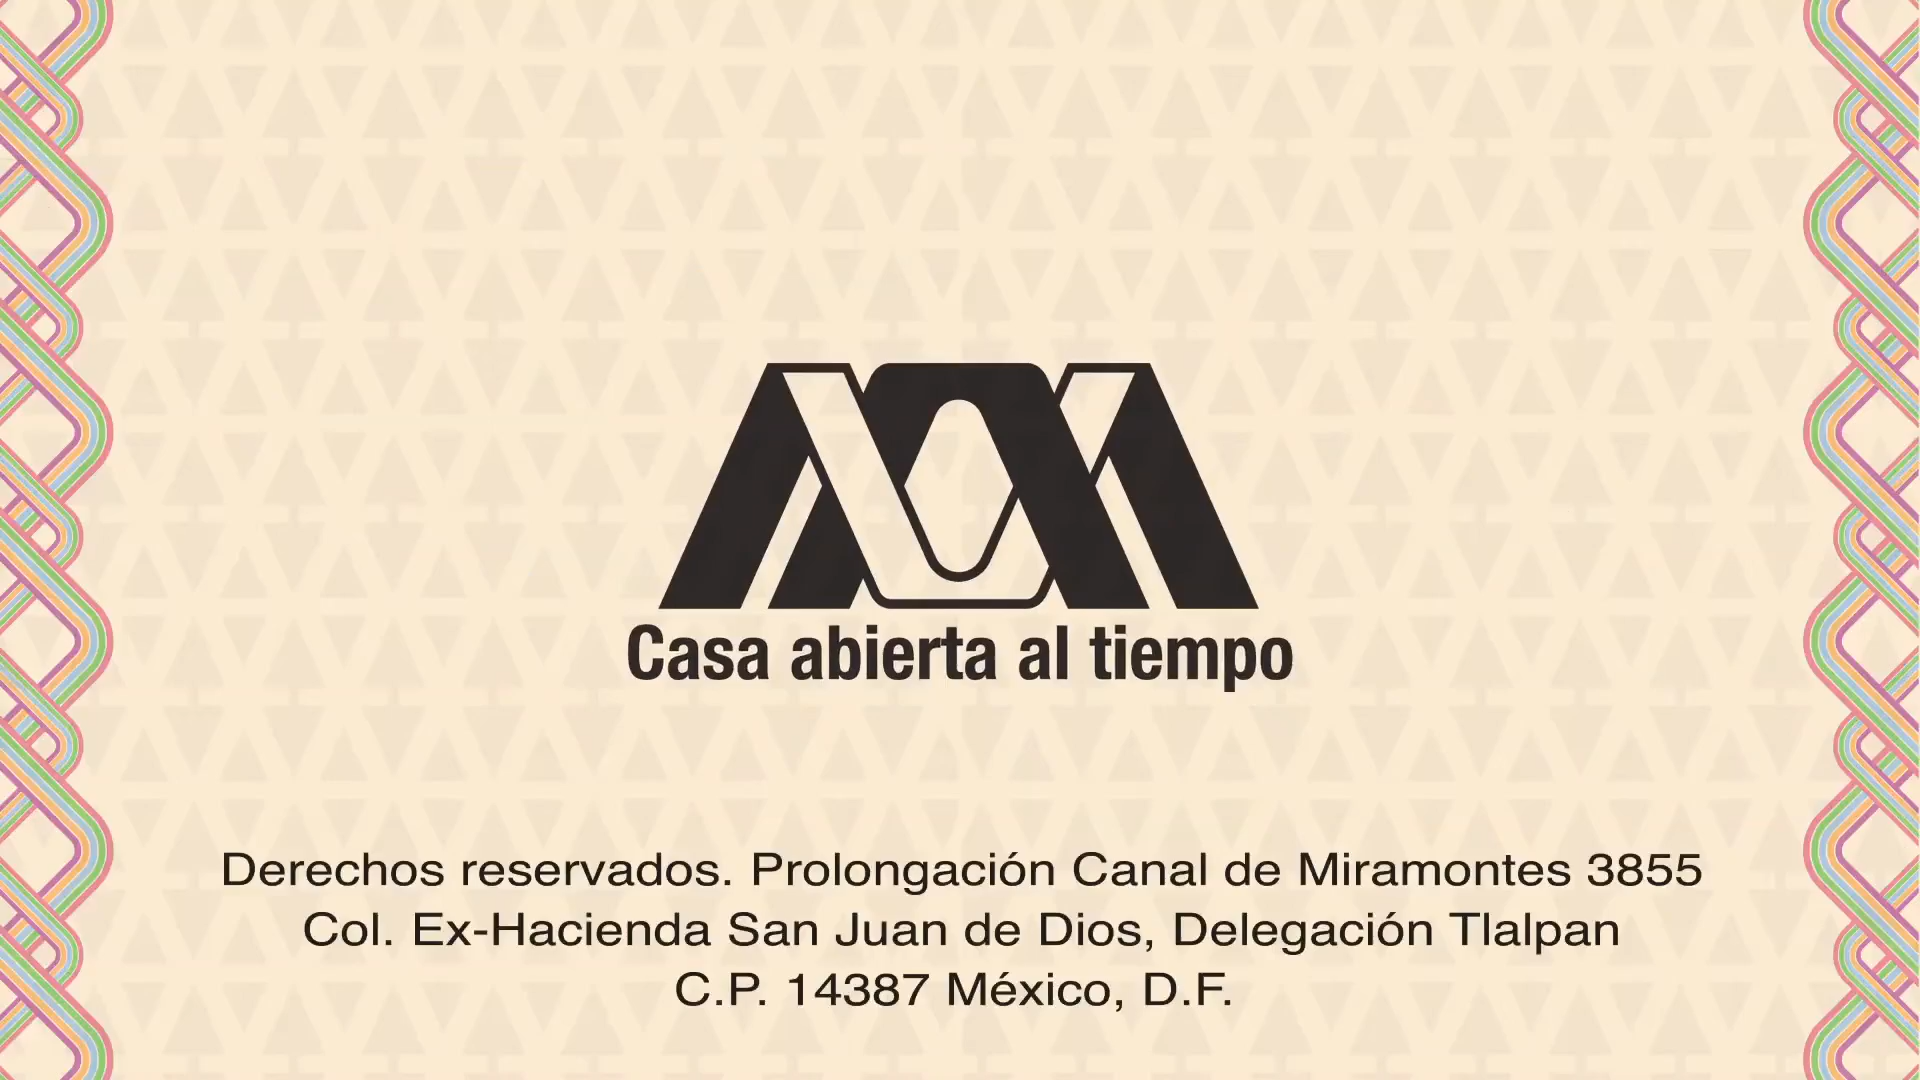 Casa abierta al tiempo
Derechos reservados. Prolongación Canal de Miramontes 3855
Col. Ex-Hacienda San Juan de Dios, Delegación Tlalpan
C.P. 14387 México, D.F.